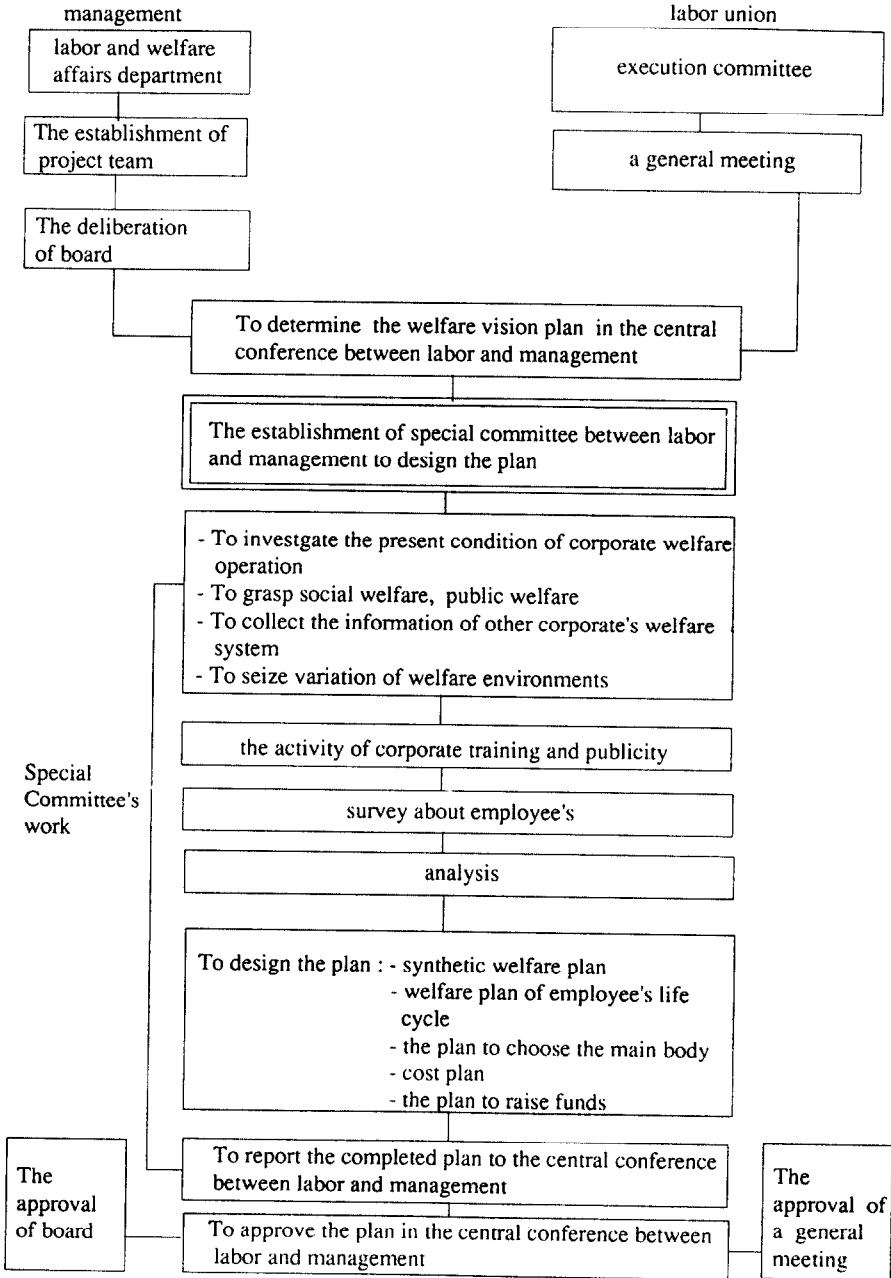 management
labor and welfare
affairs department
The establishment of
project team
The deliberation
of board
labor union
execution committee
a general meeting
To determine the welfare vision plan in the central
conference between labor and management
The establishment of special committee between labor
and management to design the plan
- To investgate the present condition of corporate welfare
operation
- To grasp social welfare, public welfare
- To collect the information of other corporate's welfare
system
- To seize variation of welfare environments
the activity of corporate training and publicity
Special
Committee's
work
survey about employee's
analysis
To design the plan : - synthetic welfare plan
- welfare plan of employee's life
cycle
- the plan to choose the main body
- cost plan
- the plan to raise funds
To report the completed plan to the central conference
between labor and management
The
approval
of board
To approve the plan in the central conference between
labor and management
The
approval of
a general
meeting